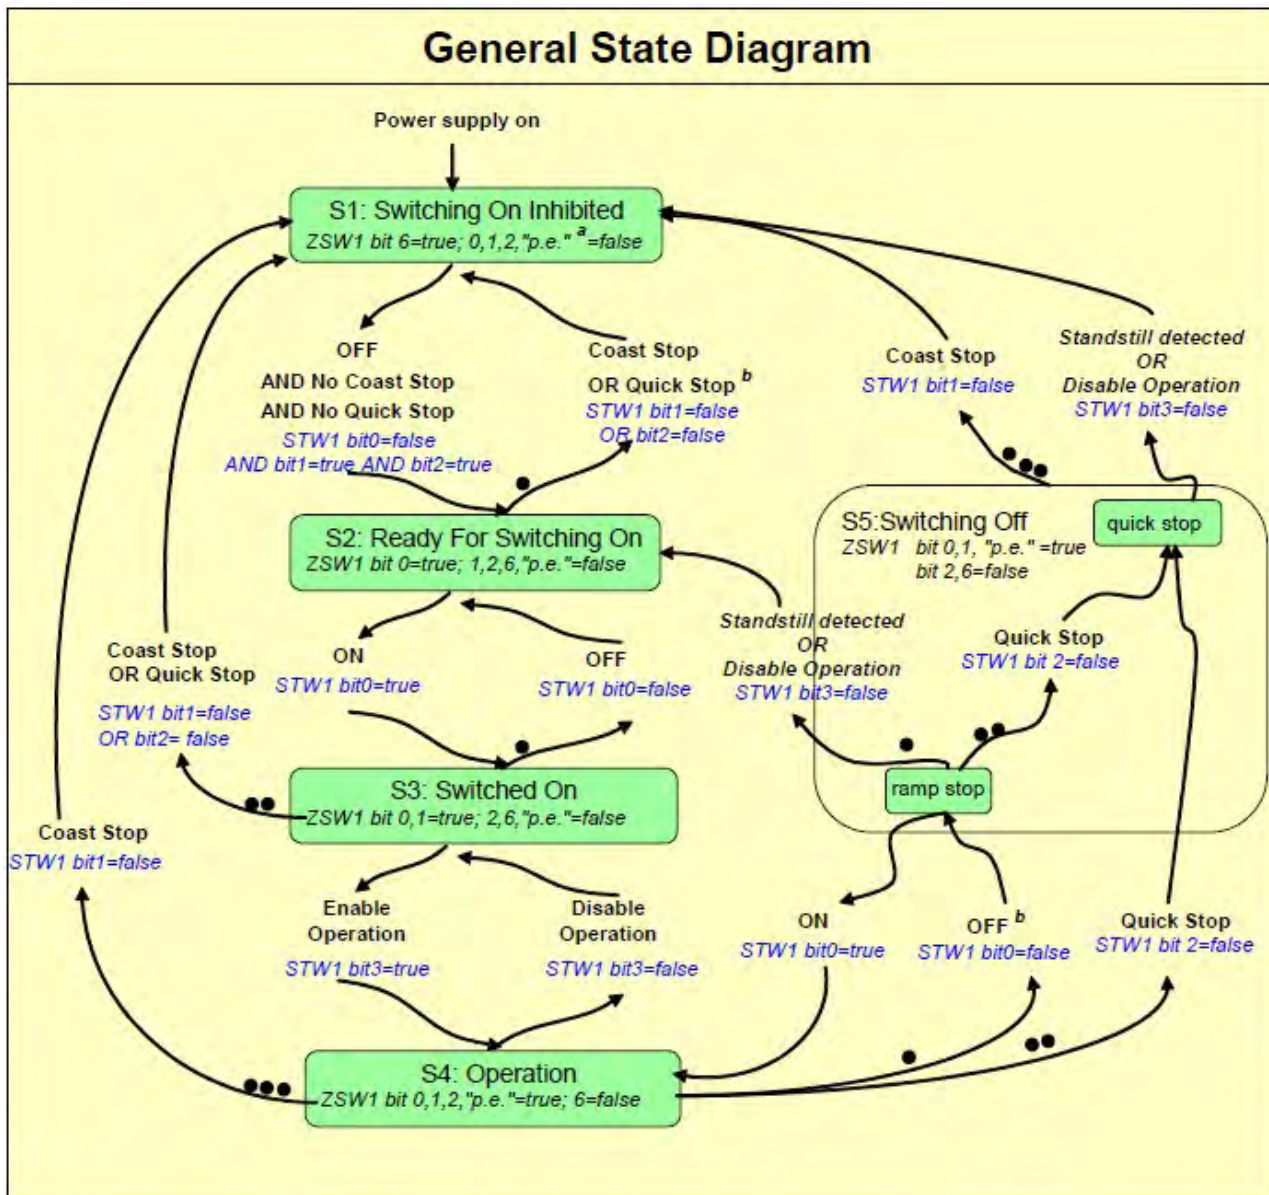 General State Diagram
Power supply on
S1: Switching On Inhibited
ZSW1 bit 6=true; 0,1,2,"p.e." a =false
OFF
AND No Coast Stop
AND No Quick Stop
STW1 bit0=false
AND bit1=true AND bit2=true
Coast Stop
OR Quick Stop b
STW1 bit1=false
OR bit2=false
Coast Stop
STW1 bit1=false
Standstill detected
OR
Disable Operation
STW1 bit3=false
S2: Ready For Switching On
ZSW1 bit 0=true; 1,2,6,"p.e."=false
S5:Switching Off
ZSW1 bit 0,1, "p.e." =true
bit 2,6=false
quick stop
Coast Stop
OR Quick Stop
STW1 bit1=false
OR bit2= false
ON
STW1 bit0=true
OFF
STW1 bit0=false
Standstill detected
OR
Disable Operation
STW1 bit3=false
Quick Stop
STW1 bit 2=false
ramp stop
S3: Switched On
ZSW1 bit 0,1=true; 2,6,"p.e."=false
Coast Stop
STW1 bit1=false
Enable
Operation
STW1 bit3=true
Disable
Operation
STW1 bit3=false
ON
STW1 bit0=true
OFF b
STW1 bit0=false
Quick Stop
STW1 bit 2=false
S4: Operation
ZSW1 bit 0,1,2,"p.e."=true; 6=false